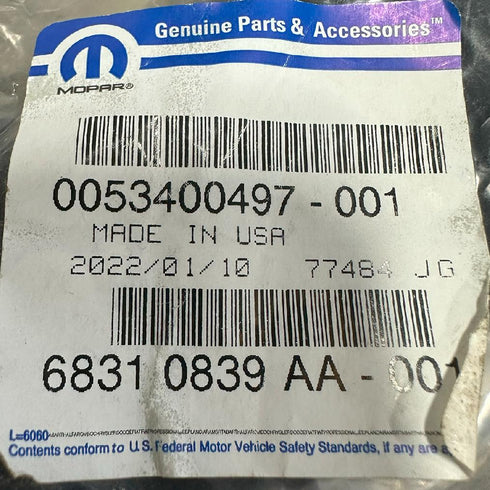 Genuine Parts & Accessories™
MOPAR®
0053400497 - 001
MADE IN USA
2022/01/10 77484 JG
6831 0839 AA - 001
L=6060
Contents conform to U.S. Federal Motor Vehicle Safety Standards, if any are a